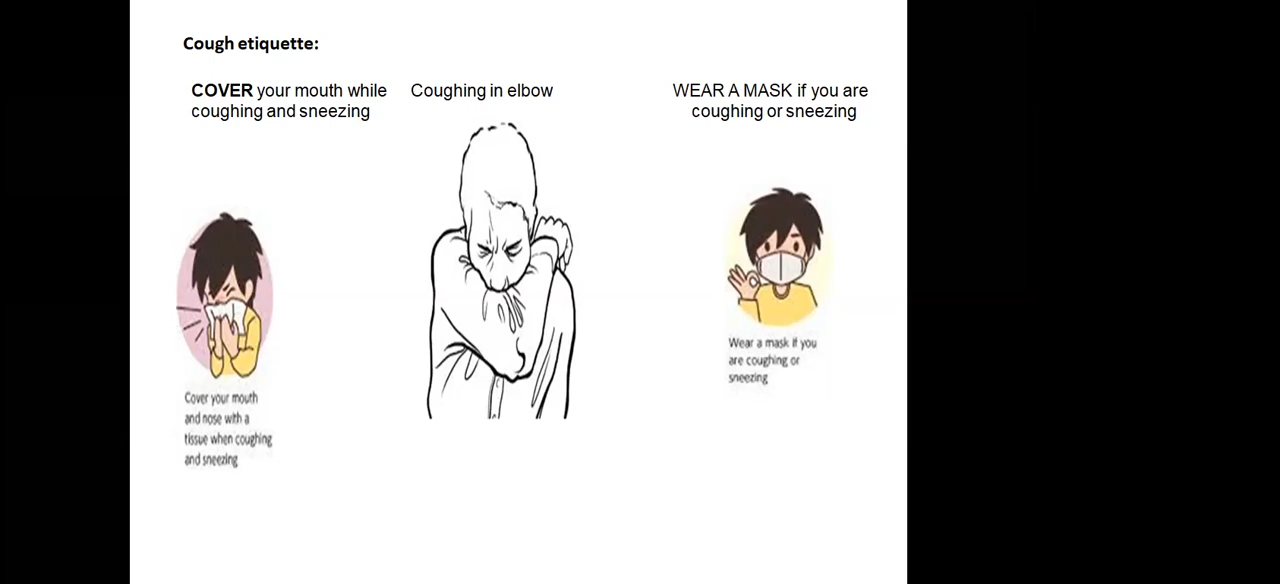 Cough etiquette:
COVER your mouth while
coughing and sneezing
Coughing in elbow
WEAR A MASK if you are
coughing or sneezing
Cover your mouth
and nose with a
tissue when coughing
and sneezing
Wear a mask if you
are coughing or
sneezing